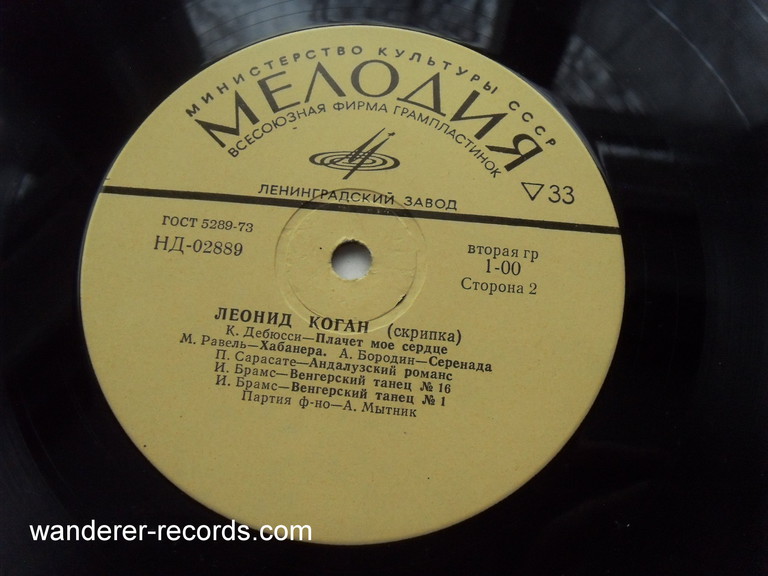 МИНИСТЕРСТВО КУЛЬТУРЫ СССР
МЕЛОДИЯ
ВСЕСОЮЗНАЯ ФИРМА ГРАМПЛАСТИНОК
ЛЕНИНГРАДСКИЙ ЗАВОД
▽33
ГОСТ 5289-73
НД-02889
вторая гр
1-00
Сторона 2
ЛЕОНИД КОГАН (скрипка)
К. Дебюсси—Плачет мое сердце
М. Равель—Хабанера. А. Бородин—Серенада
П. Сарасате—Андалузский романс
И. Брамс—Венгерский танец № 16
И. Брамс—Венгерский танец № 1
Партия ф-но—А. Мытник
wanderer-records.com